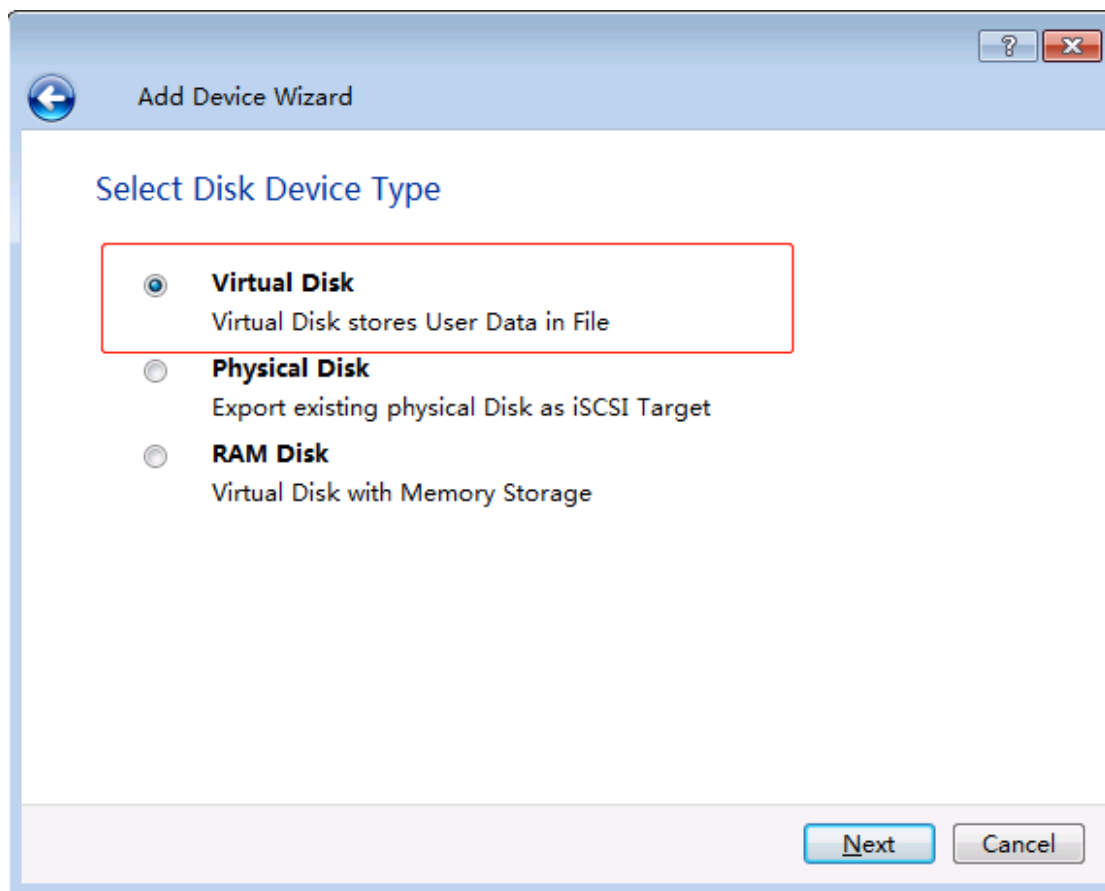 Add Device Wizard
Select Disk Device Type
Virtual Disk
Virtual Disk stores User Data in File
Physical Disk
Export existing physical Disk as iSCSI Target
RAM Disk
Virtual Disk with Memory Storage
Next
Cancel